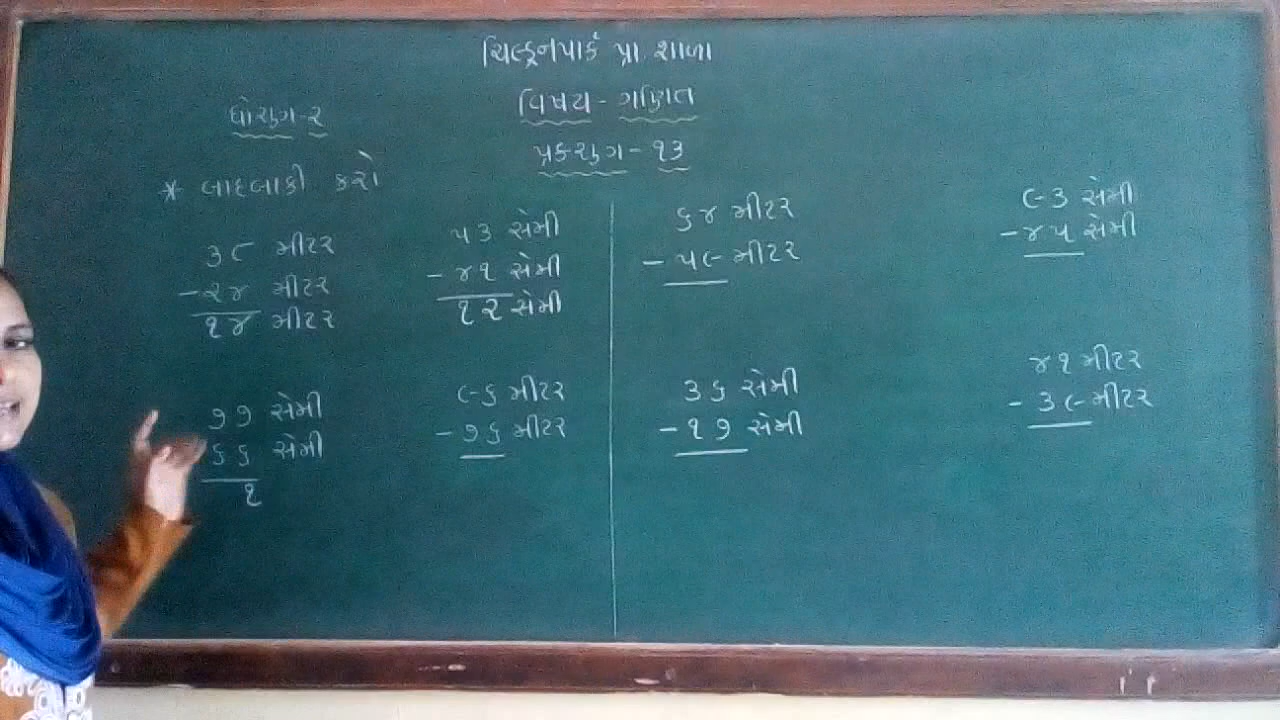 ચિલ્ડ્રનપાર્ક પ્રા. શાળા
વિષય - ગણિત
ધોરણ - ૨
પ્રકરણ - ૧૩
* બાદબાકી કરો
૩૮ મીટર
- ૨૪ મીટર
૧૪ મીટર
૫૩ સેમી
- ૪૧ સેમી
૧૨ સેમી
૬૪ મીટર
- ૫૯ મીટર
૯૩ સેમી
- ૪૫ સેમી
૭૭ સેમી
૬૬ સેમી
૧
૯૬ મીટર
- ૭૬ મીટર
૩૬ સેમી
- ૧૭ સેમી
૪૧ મીટર
- ૩૯ મીટર